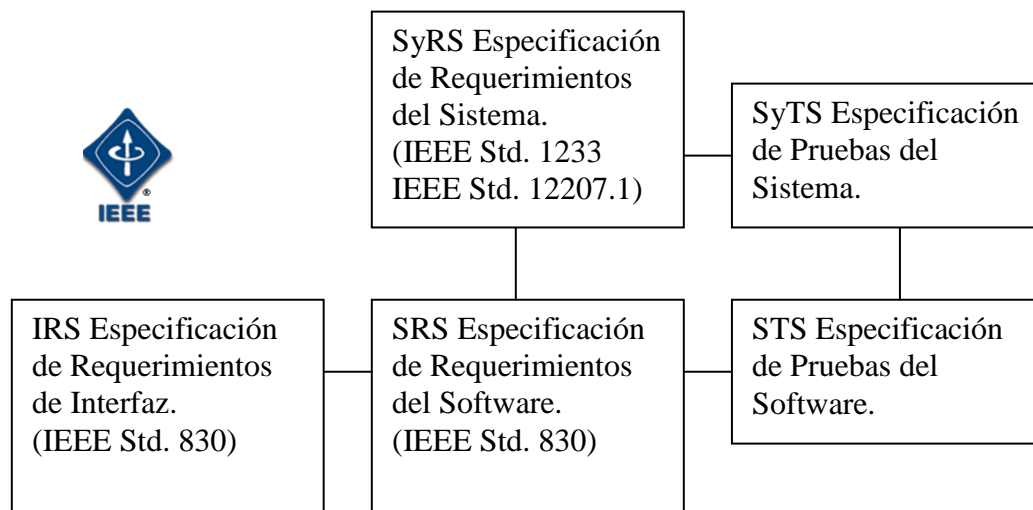 SyRS Especificación
de Requerimientos
del Sistema.
(IEEE Std. 1233
IEEE Std. 12207.1)
SyTS Especificación
de Pruebas del
Sistema.
®
IEEE
IRS Especificación
de Requerimientos
de Interfaz.
(IEEE Std. 830)
SRS Especificación
de Requerimientos
del Software.
(IEEE Std. 830)
STS Especificación
de Pruebas del
Software.